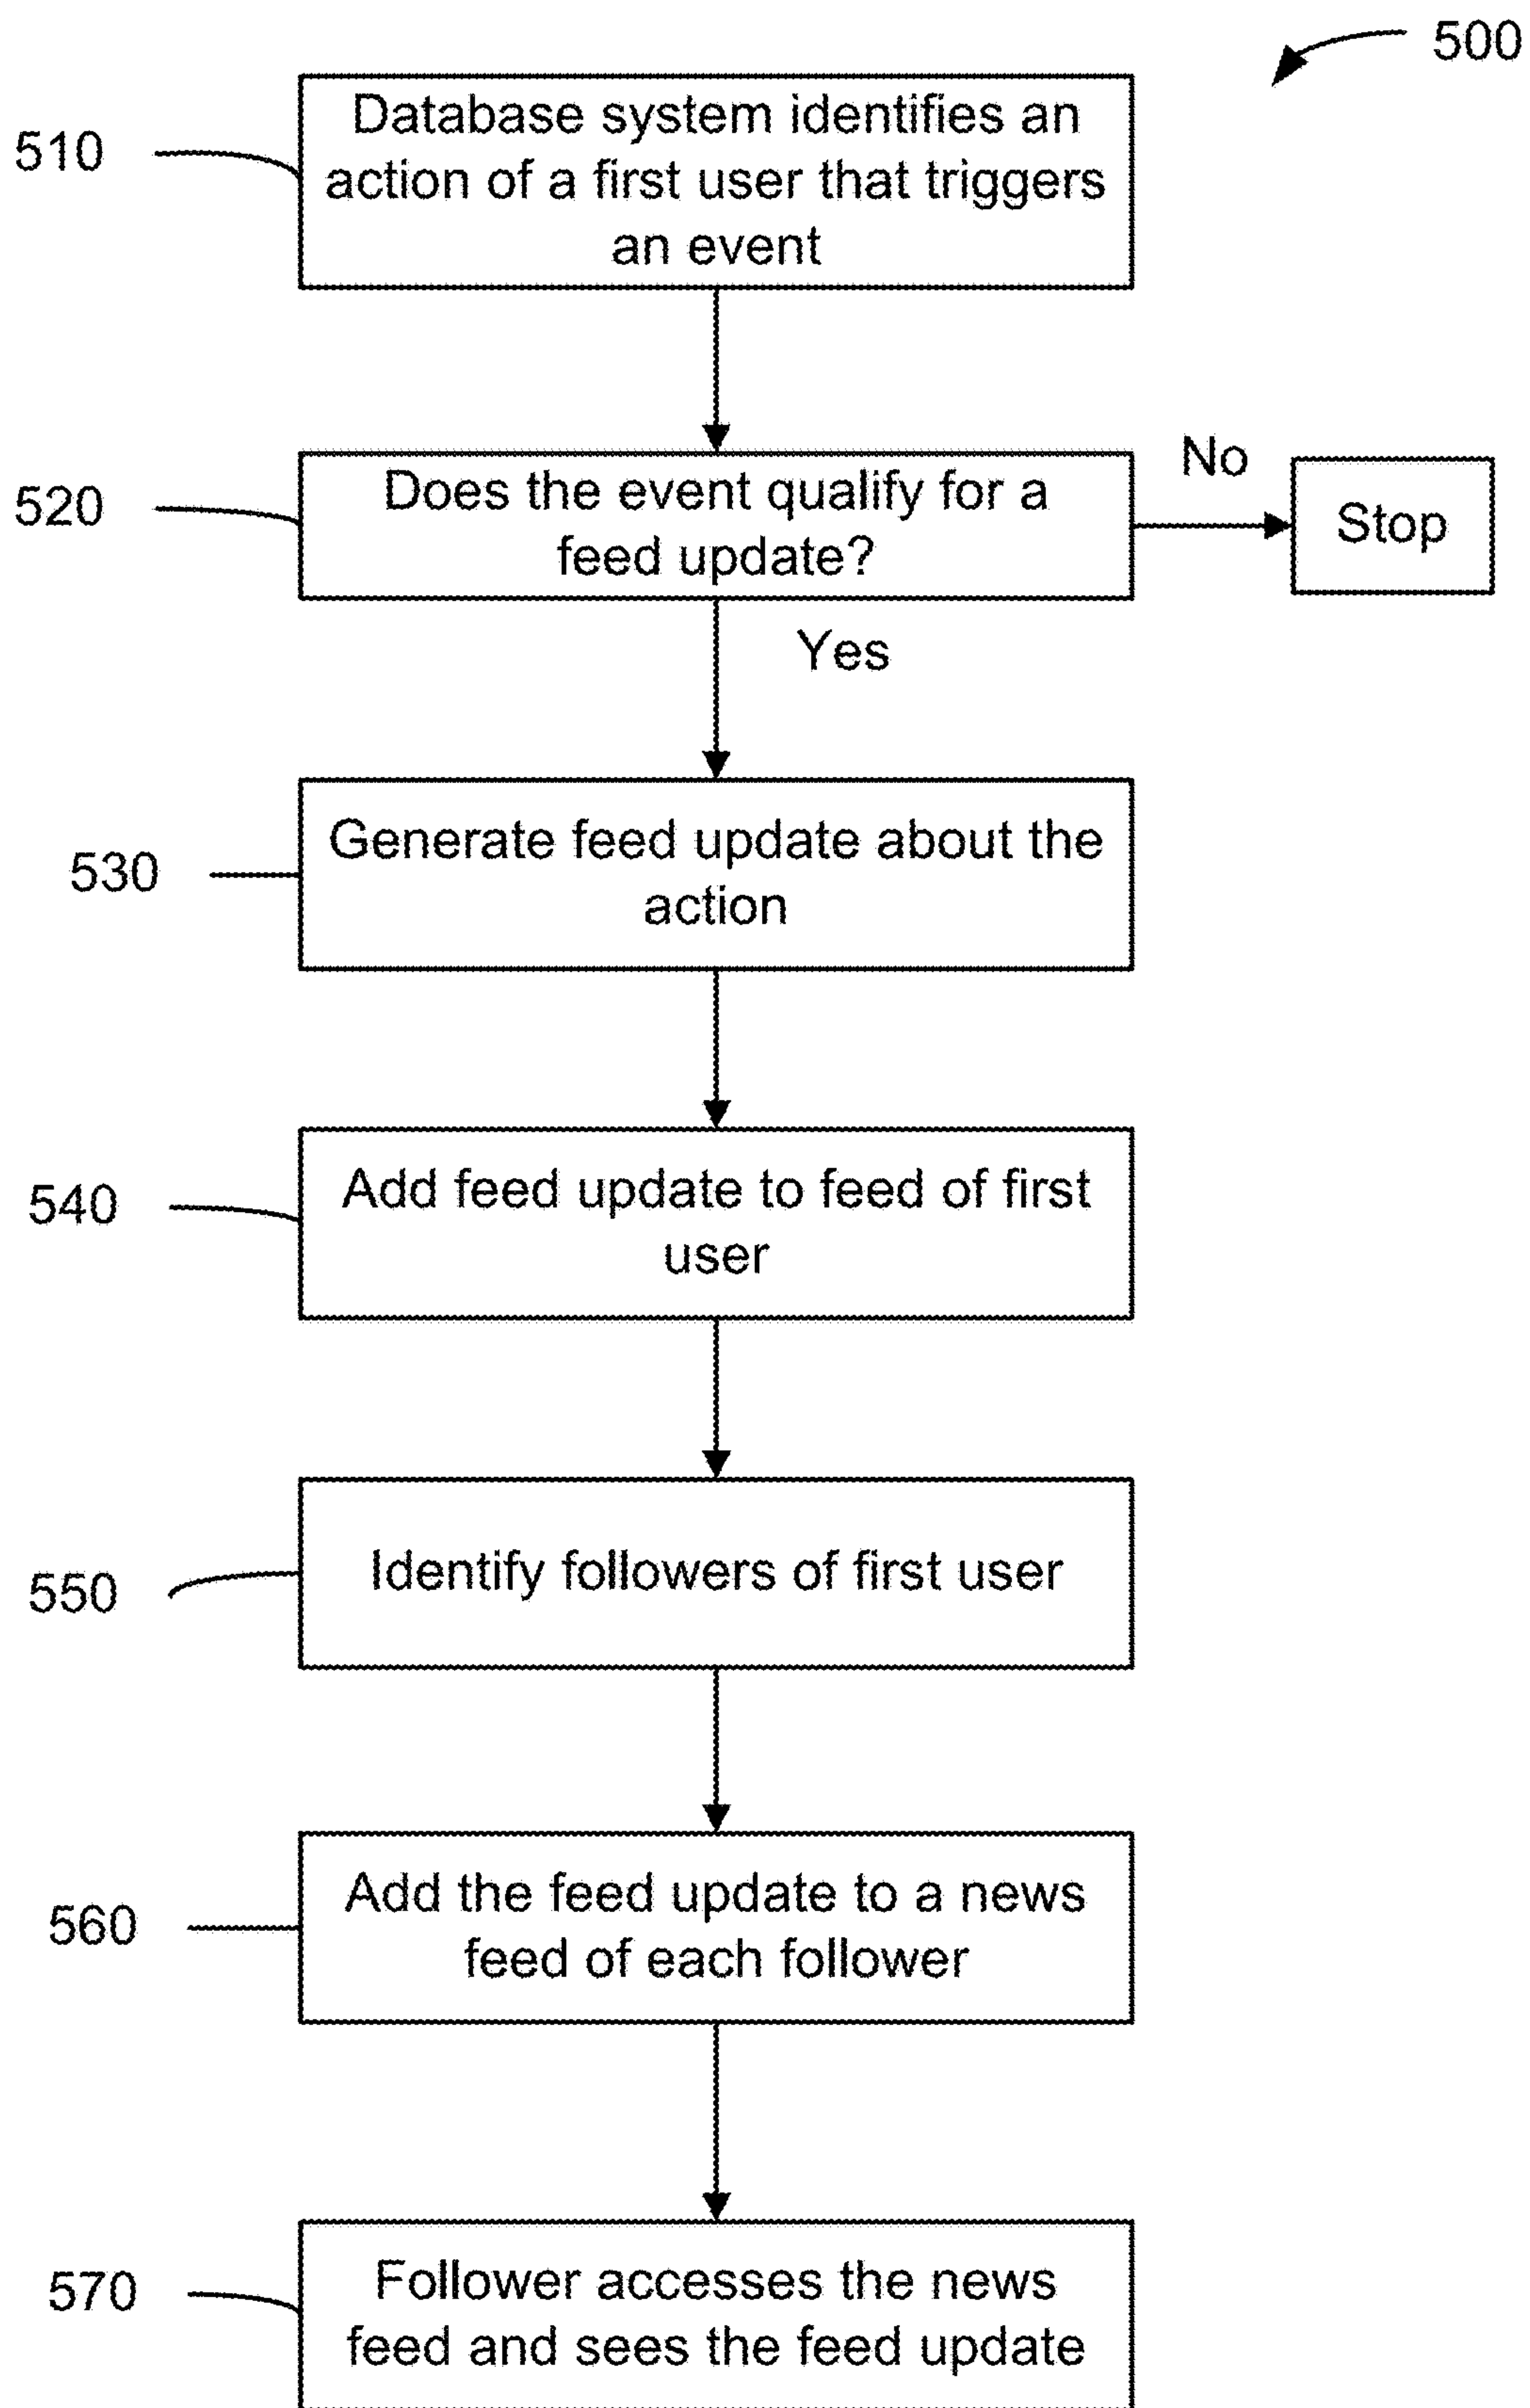 500
510
Database system identifies an
action of a first user that triggers
an event
520
Does the event qualify for a
feed update?
No
Stop
Yes
530
Generate feed update about the
action
540
Add feed update to feed of first
user
550
Identify followers of first user
560
Add the feed update to a news
feed of each follower
570
Follower accesses the news
feed and sees the feed update